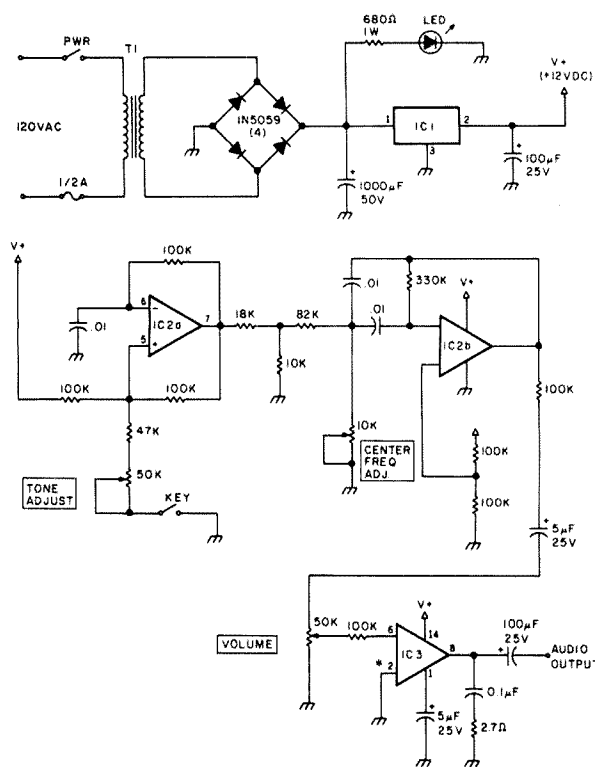 PWR
T1
120VAC
1/2A
1N5059
(4)
680Ω
1W
LED
V+
(+12VDC)
1
IC1
2
3
+
1000µF
50V
+
100µF
25V
V+
100K
.01
6
−
IC2a
7
5
+
100K
100K
47K
50K
TONE
ADJUST
KEY
18K
82K
10K
.01
.01
330K
V+
IC2b
10K
CENTER
FREQ
ADJ.
100K
100K
100K
+
5µF
25V
VOLUME
50K
100K
V+
6
14
IC3
8
*
2
1
+
5µF
25V
100µF
25V
+
AUDIO
OUTPUT
0.1µF
2.7Ω